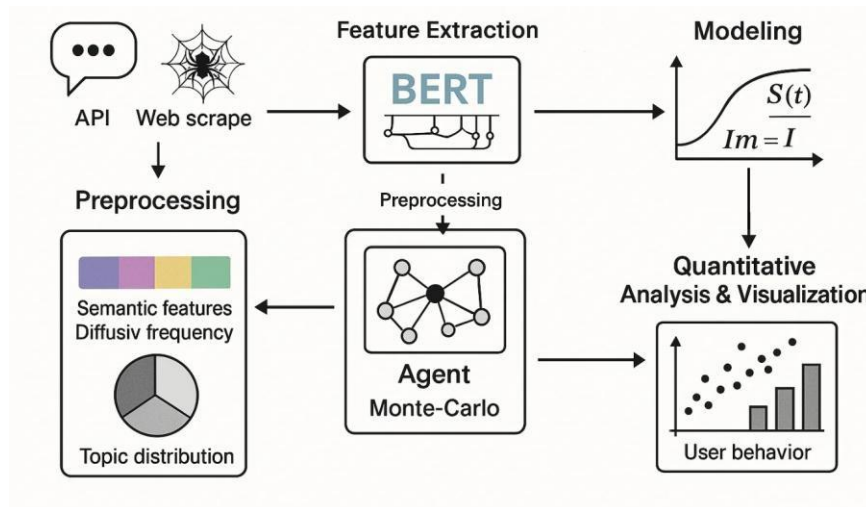 API
Web scrape
Feature Extraction
BERT
Modeling
S(t)
Im = I
Preprocessing
Semantic features
Diffusiv frequency
Topic distribution
Preprocessing
Agent
Monte-Carlo
Quantitative
Analysis & Visualization
User behavior